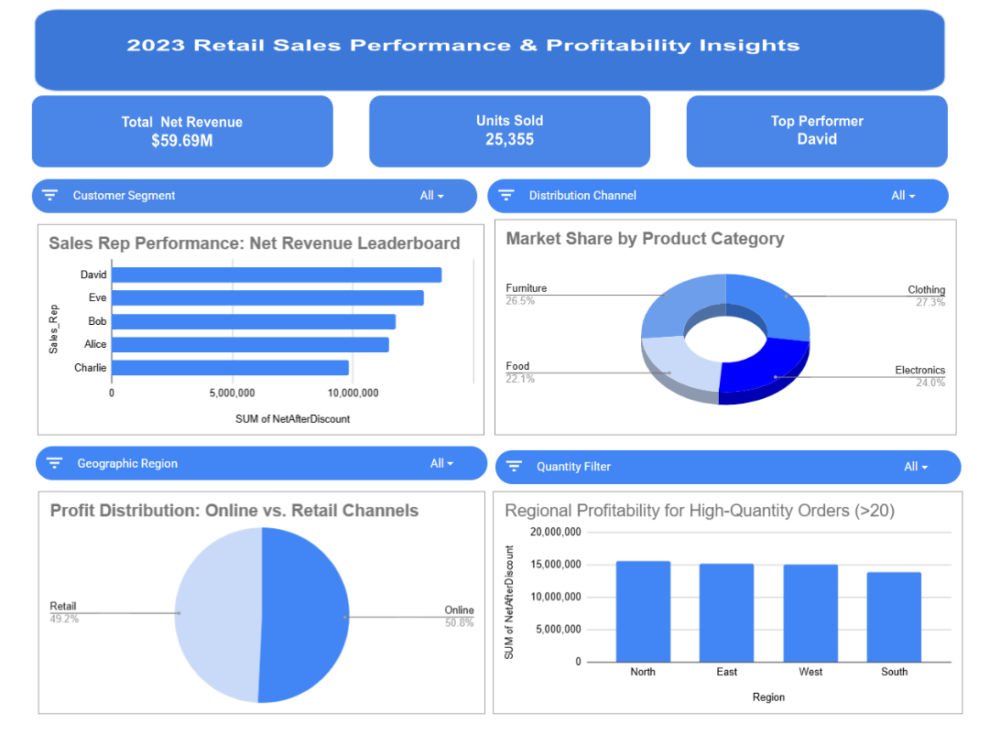 2023 Retail Sales Performance & Profitability Insights
Total  Net Revenue
$59.69M
Units Sold
25,355
Top Performer
David
Customer Segment
All
Distribution Channel
All
Sales Rep Performance: Net Revenue Leaderboard
Sales_Rep
David
Eve
Bob
Alice
Charlie
0
5,000,000
10,000,000
SUM of NetAfterDiscount
Market Share by Product Category
Furniture
26.5%
Clothing
27.3%
Food
22.1%
Electronics
24.0%
Geographic Region
All
Quantity Filter
All
Profit Distribution: Online vs. Retail Channels
Retail
49.2%
Online
50.8%
Regional Profitability for High-Quantity Orders (>20)
SUM of NetAfterDiscount
20,000,000
15,000,000
10,000,000
5,000,000
0
North
East
West
South
Region